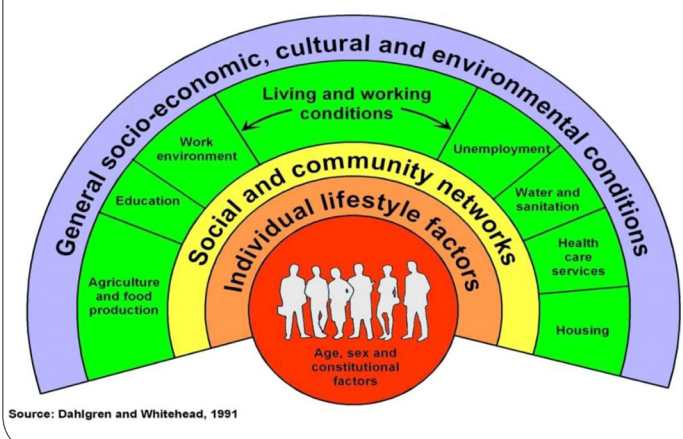 General socio-economic, cultural and environmental conditions
Living and working
conditions
Work
environment
Unemployment
Education
Water and
sanitation
Agriculture
and food
production
Health
care
services
Housing
Social and community networks
Individual lifestyle factors
Age, sex and
constitutional
factors
Source: Dahlgren and Whitehead, 1991